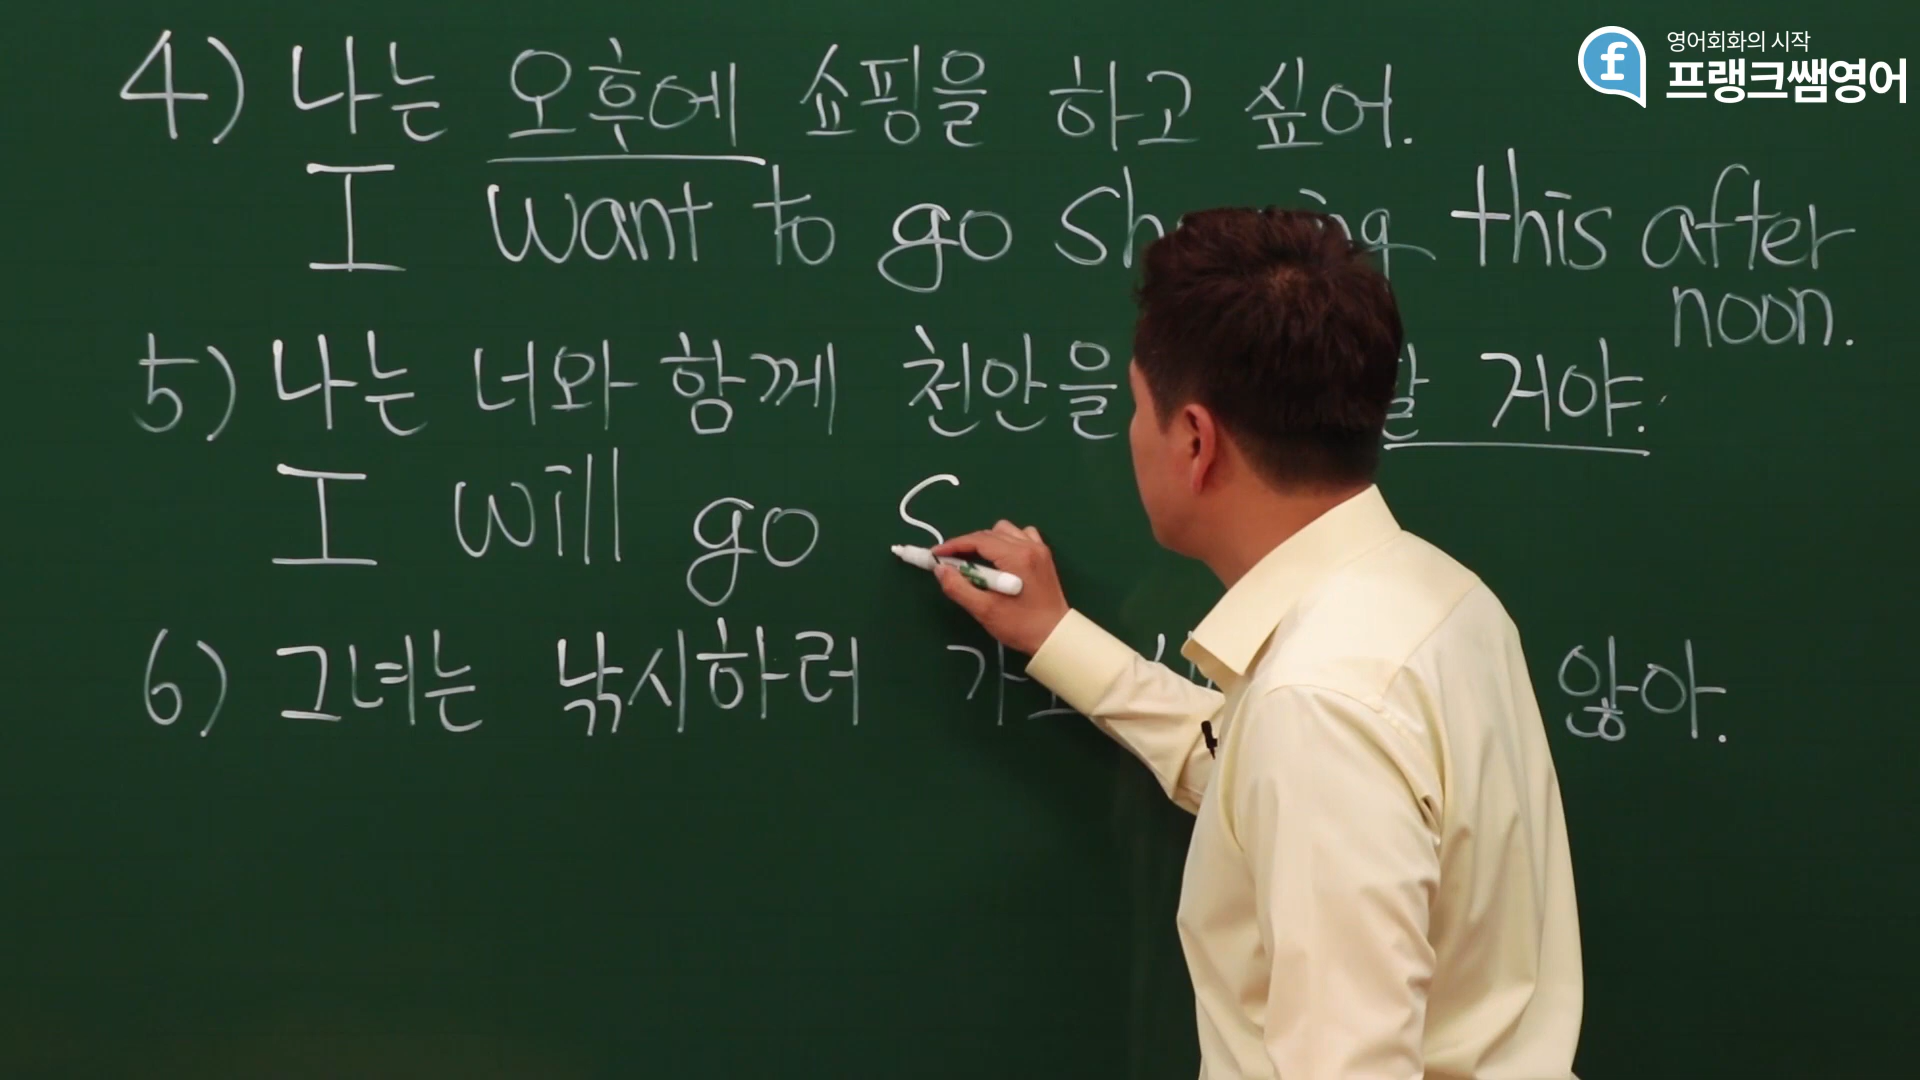 영어회화의 시작
프랭크쌤영어
4) 나는 오후에 쇼핑을 하고 싶어.
I want to go this after
noon.
5) 나는 너와 함께 천안을 거야.
I will go S
6) 그녀는 낚시하러 않아.